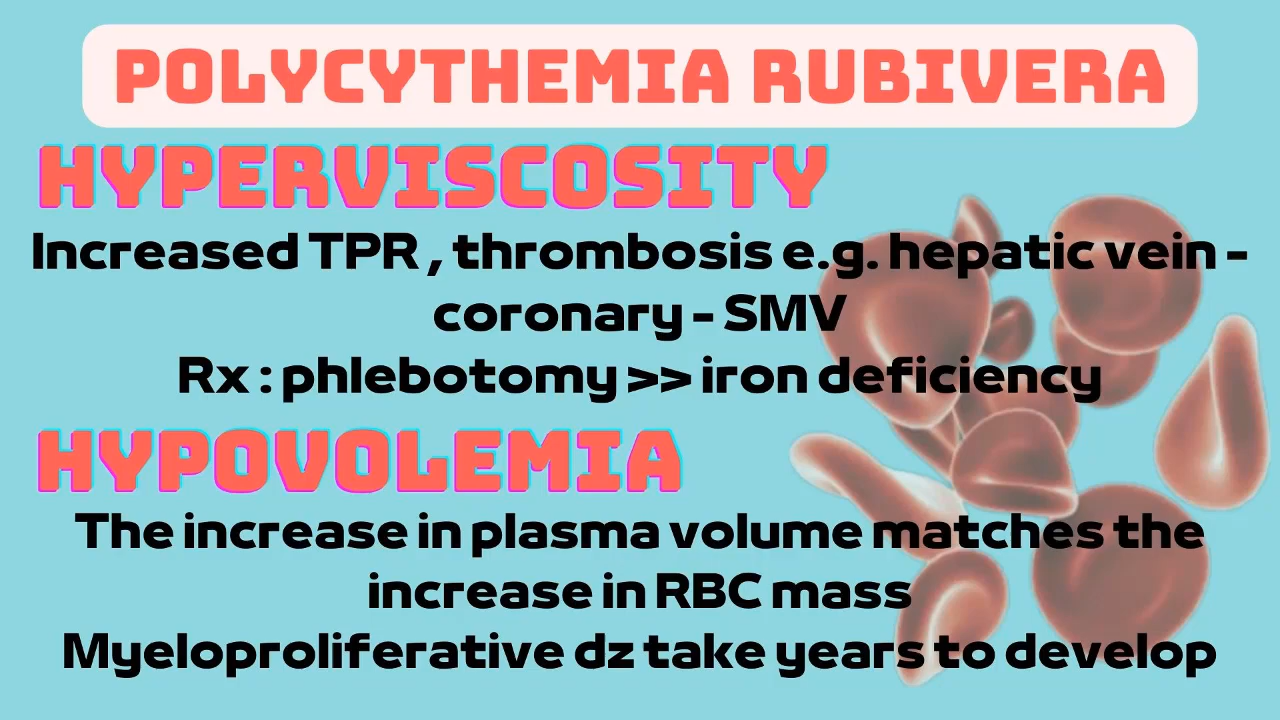 POLYCYTHEMIA RUBIVERA
HYPERVISCOSITY
Increased TPR , thrombosis e.g. hepatic vein -
coronary - SMV
Rx : phlebotomy >> iron deficiency
HYPOVOLEMIA
The increase in plasma volume matches the
increase in RBC mass
Myeloproliferative dz take years to develop